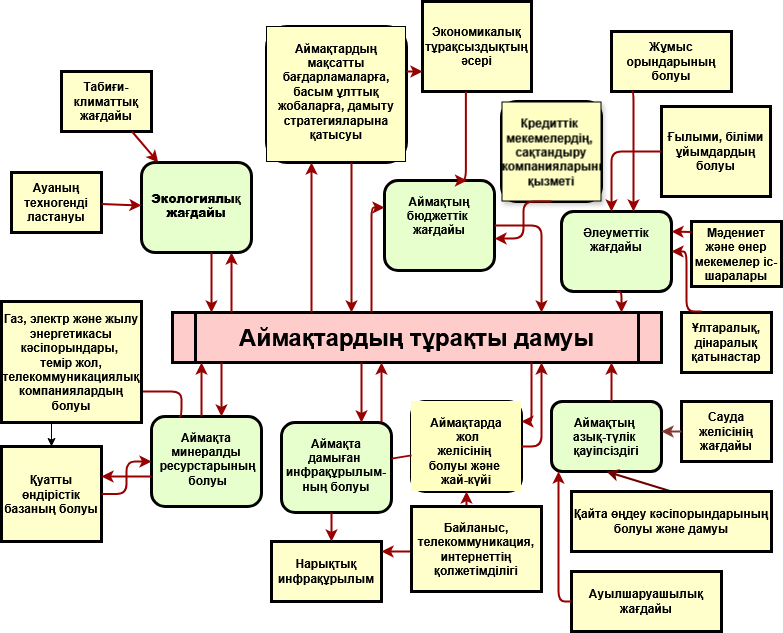 Табиғи-
климаттық
жағдайы
Ауаның
техногенді
ластануы
Экологиялық
жағдайы
Аймақтардың
мақсатты
бағдарламаларға,
басым ұлттық
жобаларға, дамыту
стратегияларына
қатысуы
Экономикалық
тұрақсыздықтың
әсері
Кредиттік
мекемелердің,
сақтандыру
компанияларының
қызметі
Аймақтың
бюджеттік
жағдайы
Жұмыс
орындарының
болуы
Ғылыми, біліми
ұйымдардың
болуы
Әлеуметтік
жағдайы
Мәдениет
және өнер
мекемелер іс-
шаралары
Ұлтаралық,
дінаралық
қатынастар
Аймақтардың тұрақты дамуы
Газ, электр және жылу
энергетикасы
кәсіпорындары,
темір жол,
телекоммуникациялық
компаниялардың
болуы
Қуатты
өндірістік
базаның болуы
Аймақта
минералды
ресурстарының
болуы
Аймақта
дамыған
инфрақұрылым-
ның болуы
Нарықтық
инфрақұрылым
Аймақтарда
жол
желісінің
болуы және
жай-күйі
Байланыс,
телекоммуникация,
интернеттің
қолжетімділігі
Аймақтың
азық-түлік
қауіпсіздігі
Сауда
желісінің
жағдайы
Қайта өңдеу кәсіпорындарының
болуы және дамуы
Ауылшаруашылық
жағдайы